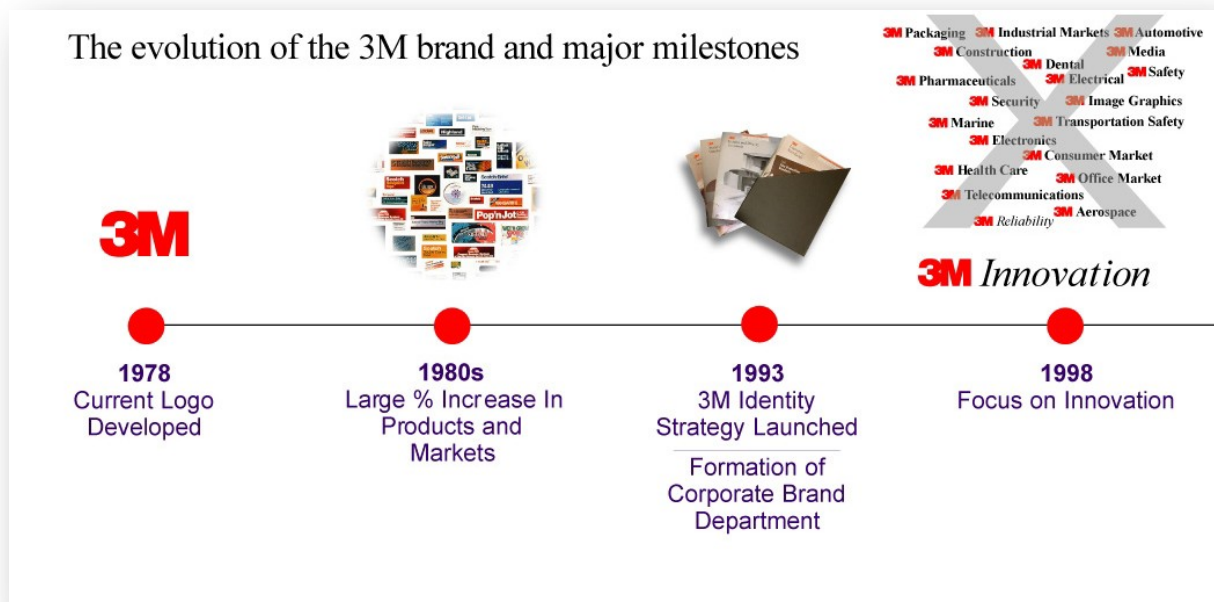 The evolution of the 3M brand and major milestones
3M Packaging 3M Industrial Markets 3M Automotive
3M Construction 3M Media
3M Dental
3M Pharmaceuticals 3M Electrical 3M Safety
3M Security 3M Image Graphics
3M Marine 3M Transportation Safety
3M Electronics
3M Consumer Market
3M Health Care
3M Office Market
3M Telecommunications
3M Reliability 3M Aerospace
3M
Highland
Pop'n Jot
3M Innovation
1978
Current Logo
Developed
1980s
Large % Increase In
Products and
Markets
1993
3M Identity
Strategy Launched
Formation of
Corporate Brand
Department
1998
Focus on Innovation